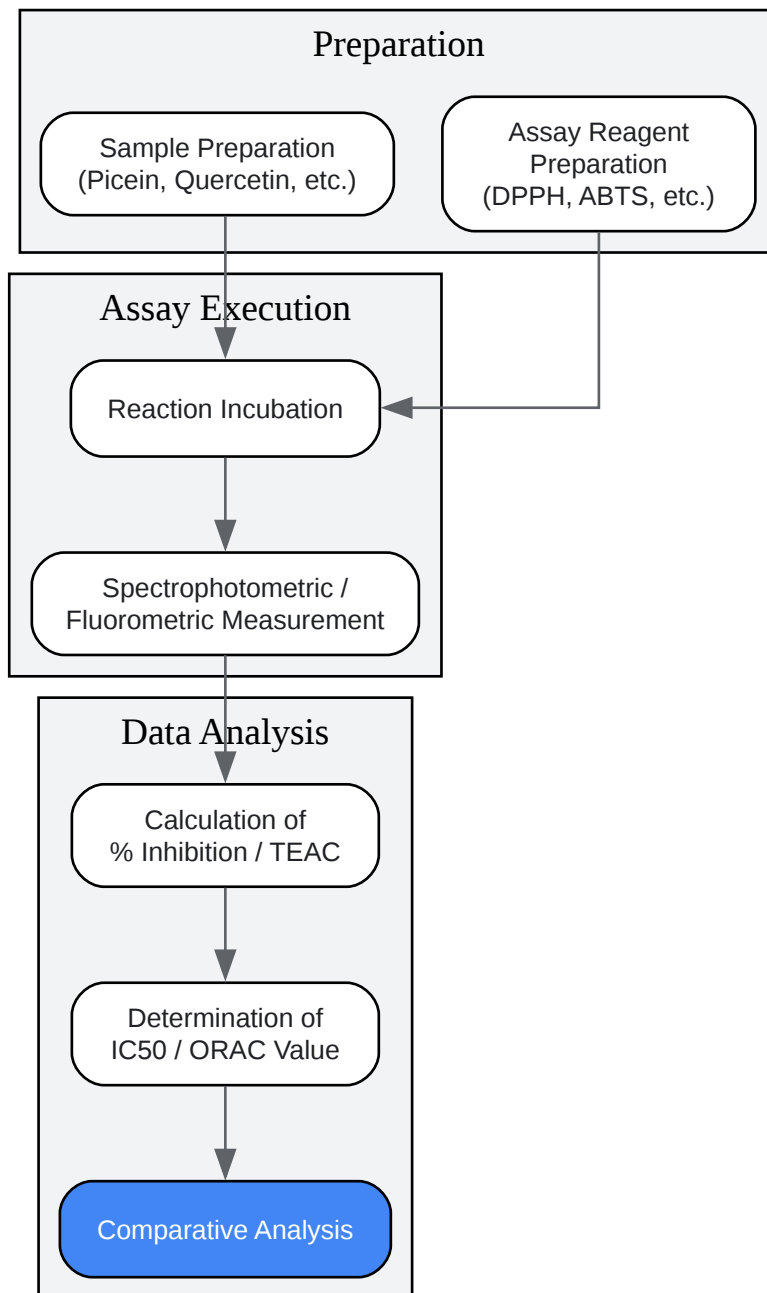 Preparation
Sample Preparation
(Picein, Quercetin, etc.)
Assay Reagent
Preparation
(DPPH, ABTS, etc.)
Assay Execution
Reaction Incubation
Spectrophotometric /
Fluorometric Measurement
Data Analysis
Calculation of
% Inhibition / TEAC
Determination of
IC50 / ORAC Value
Comparative Analysis